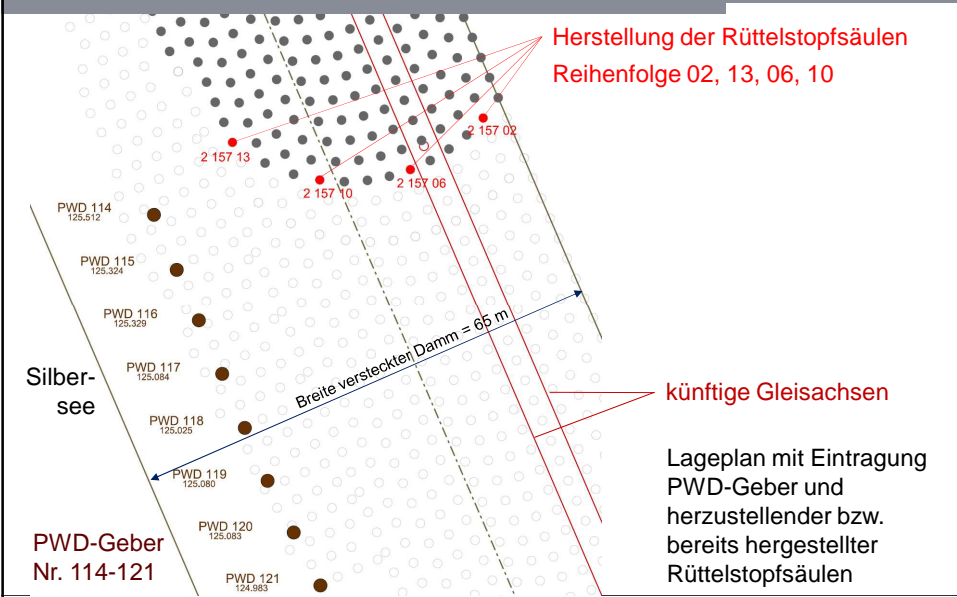 Herstellung der Rüttelstopfsäulen
Reihenfolge 02, 13, 06, 10
2 157 02
2 157 13
2 157 10
2 157 06
PWD 114
125.512
PWD 115
125.324
PWD 116
125.329
PWD 117
125.084
PWD 118
125.025
PWD 119
125.080
PWD 120
125.083
PWD 121
124.983
Breite versteckter Damm = 65 m
Silber-
see
künftige Gleisachsen
PWD-Geber
Nr. 114-121
Lageplan mit Eintragung
PWD-Geber und
herzustellender bzw.
bereits hergestellter
Rüttelstopfsäulen